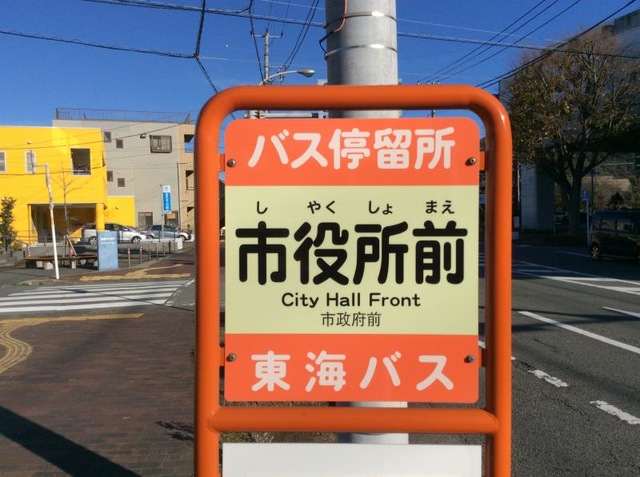 バス停留所
し やく しょ まえ
市役所前
City Hall Front
市政府前
東海バス